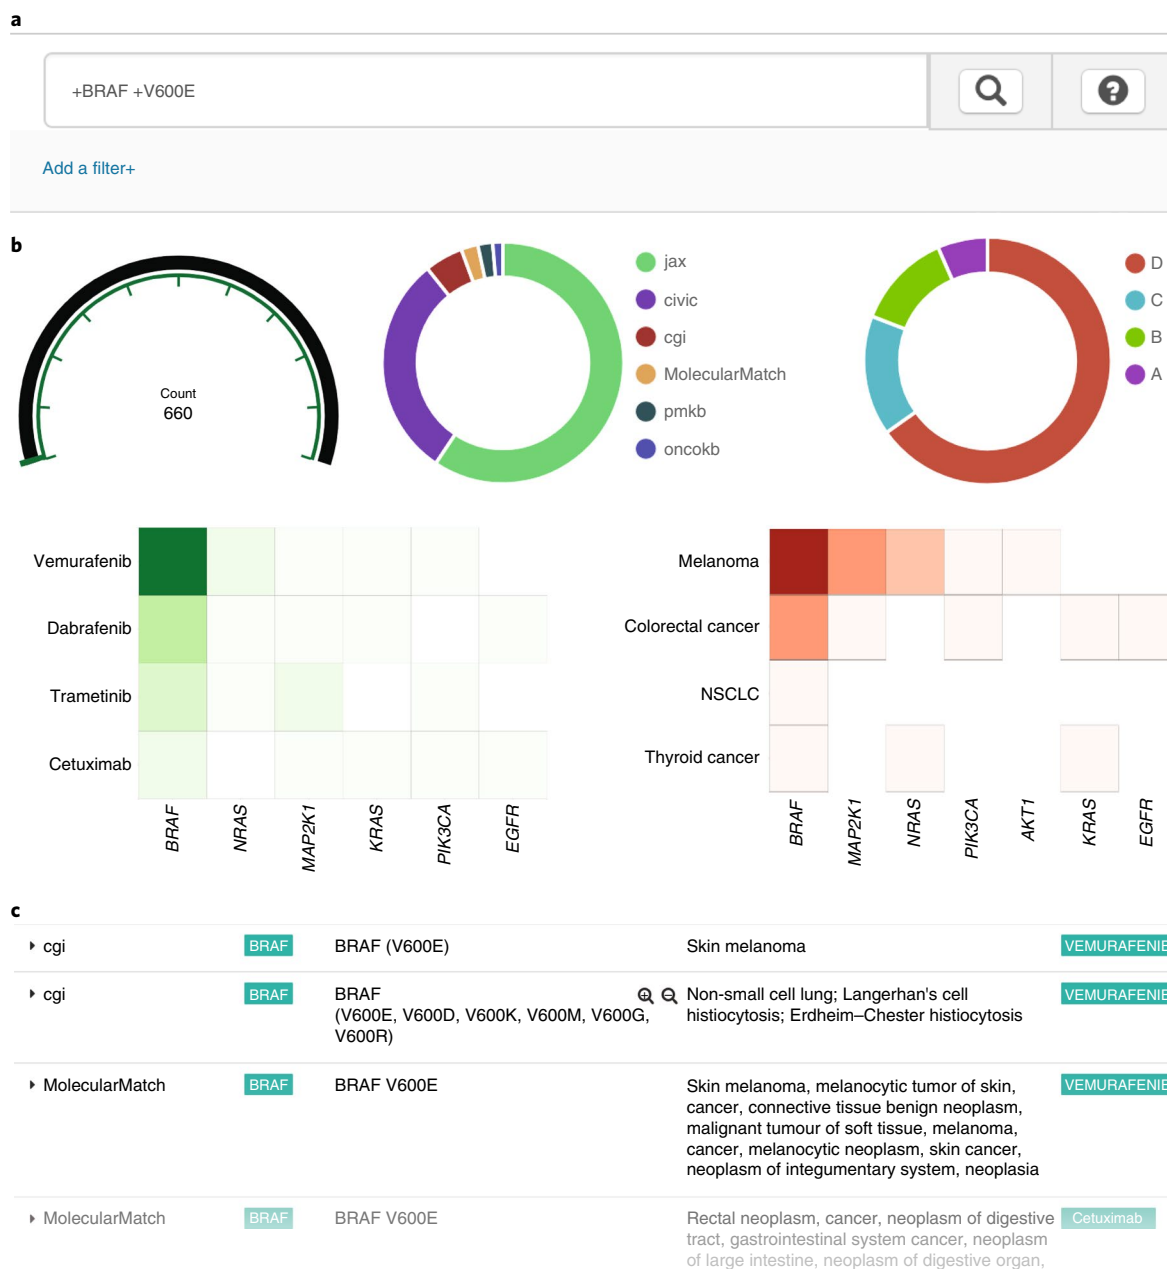 a
+BRAF +V600E
Add a filter+
b
Count
660
jax
civic
cgi
MolecularMatch
pmkb
oncokb
D
C
B
A
Vemurafenib
Dabrafenib
Trametinib
Cetuximab
BRAF
NRAS
MAP2K1
KRAS
PIK3CA
EGFR
Melanoma
Colorectal cancer
NSCLC
Thyroid cancer
BRAF
MAP2K1
NRAS
PIK3CA
AKT1
KRAS
EGFR
c
cgi BRAF BRAF (V600E) Skin melanoma VEMURAFENIB
cgi BRAF BRAF Non-small cell lung; Langerhan's cell VEMURAFENIB
(V600E, V600D, V600K, V600M, V600G, histiocytosis; Erdheim–Chester histiocytosis
V600R)
MolecularMatch BRAF BRAF V600E Skin melanoma, melanocytic tumor of skin, VEMURAFENIB
cancer, connective tissue benign neoplasm,
malignant tumour of soft tissue, melanoma,
cancer, melanocytic neoplasm, skin cancer,
neoplasm of integumentary system, neoplasia
MolecularMatch BRAF BRAF V600E Rectal neoplasm, cancer, neoplasm of digestive Cetuximab
tract, gastrointestinal system cancer, neoplasm
of large intestine, neoplasm of digestive organ,